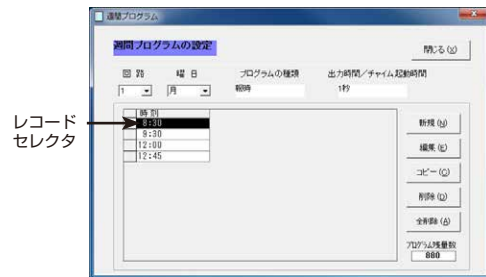 週間プログラム
週間プログラムの設定
閉じる(X)
回路 曜日 プログラムの種類 出力時間/チャイム起動時間
1 月 報時 1秒
レコード
セレクタ
時刻
8:30
9:30
12:00
12:45
新規(N)
編集(E)
コピー(C)
削除(D)
全削除(A)
プログラム残量数
880